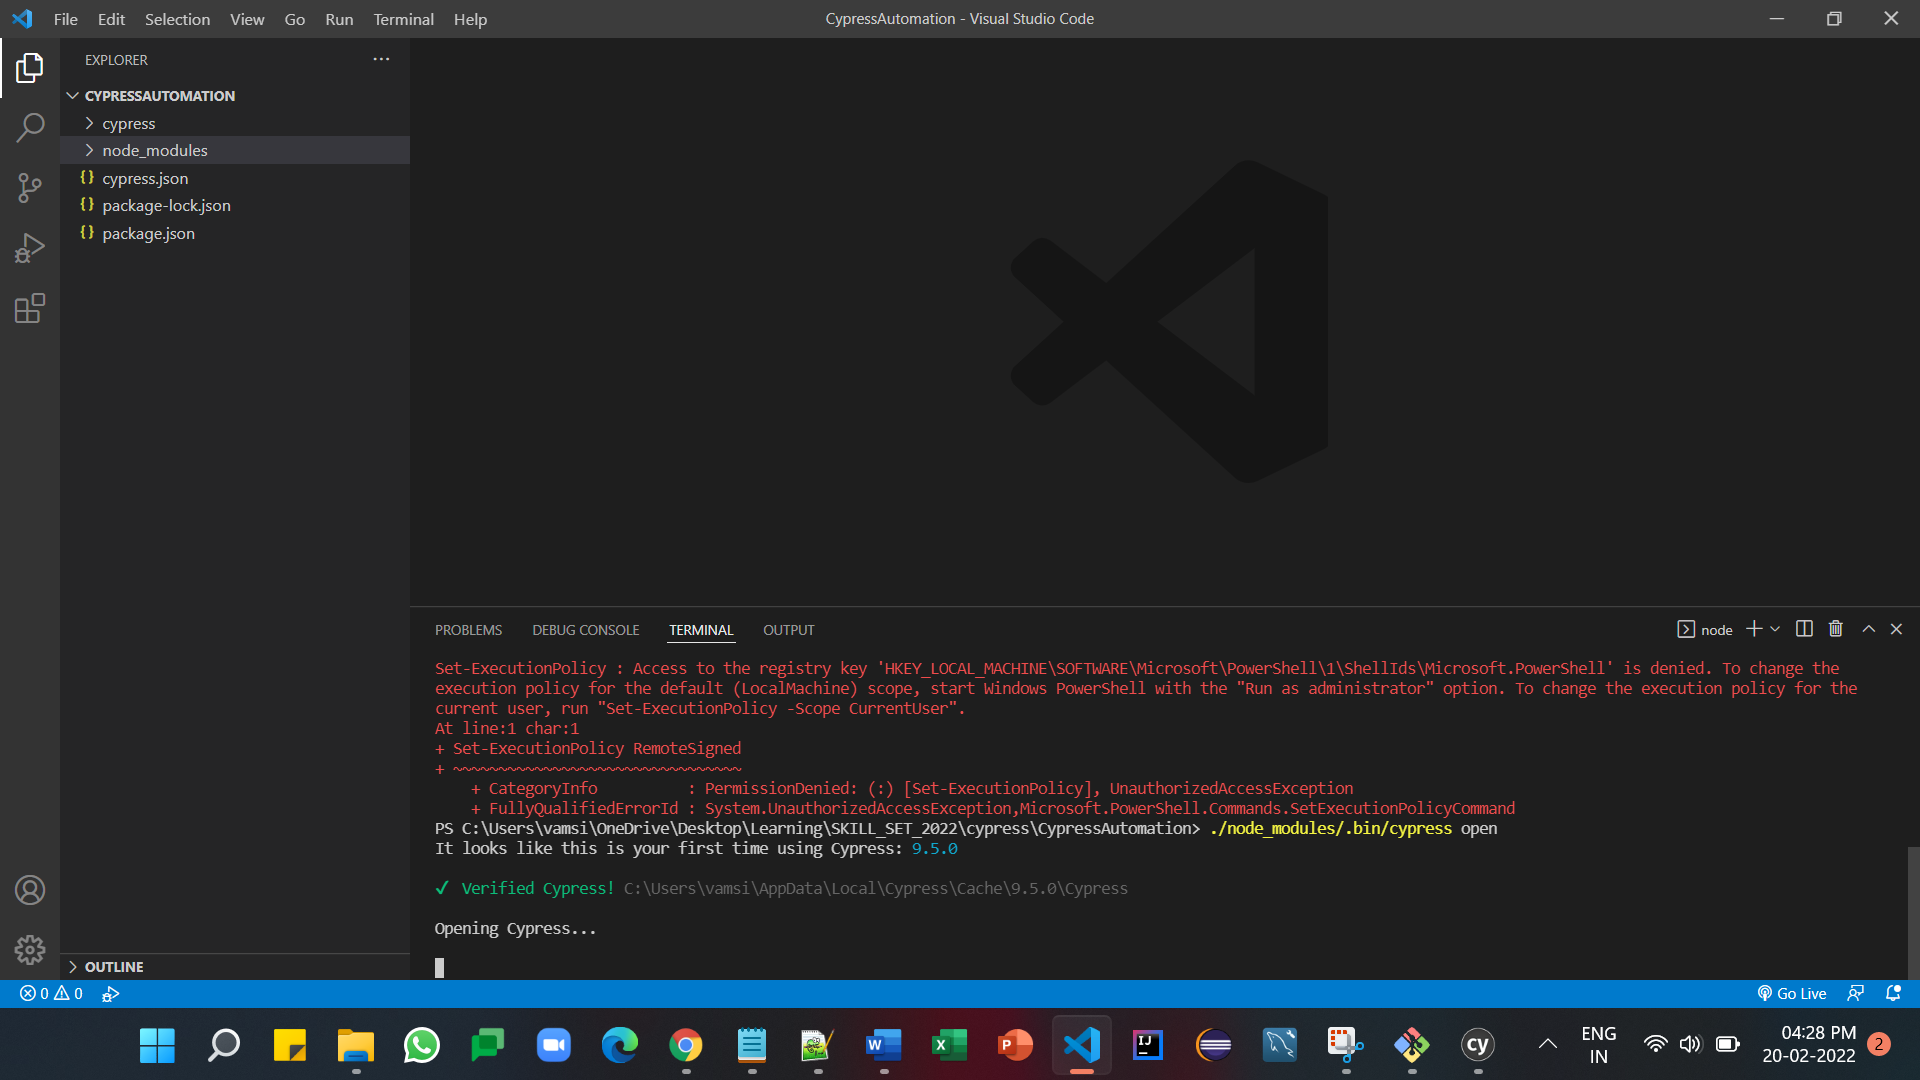 File Edit Selection View Go Run Terminal Help
CypressAutomation - Visual Studio Code
EXPLORER
CYPRESSAUTOMATION
cypress
node_modules
{} cypress.json
{} package-lock.json
{} package.json
OUTLINE
PROBLEMS DEBUG CONSOLE TERMINAL OUTPUT
node
Set-ExecutionPolicy : Access to the registry key 'HKEY_LOCAL_MACHINE\SOFTWARE\Microsoft\PowerShell\1\ShellIds\Microsoft.PowerShell' is denied. To change the
execution policy for the default (LocalMachine) scope, start Windows PowerShell with the "Run as administrator" option. To change the execution policy for the
current user, run "Set-ExecutionPolicy -Scope CurrentUser".
At line:1 char:1
+ Set-ExecutionPolicy RemoteSigned
+ ~~~~~~~~~~~~~~~~~~~~~~~~~~~~~~~~
+ CategoryInfo : PermissionDenied: (:) [Set-ExecutionPolicy], UnauthorizedAccessException
+ FullyQualifiedErrorId : System.UnauthorizedAccessException,Microsoft.PowerShell.Commands.SetExecutionPolicyCommand
PS C:\Users\vamsi\OneDrive\Desktop\Learning\SKILL_SET_2022\cypress\CypressAutomation> ./node_modules/.bin/cypress open
It looks like this is your first time using Cypress: 9.5.0
✓ Verified Cypress! C:\Users\vamsi\AppData\Local\Cypress\Cache\9.5.0\Cypress
Opening Cypress...
0 0
Go Live
W X P IJ cy
ENG
IN
04:28 PM
20-02-2022
2